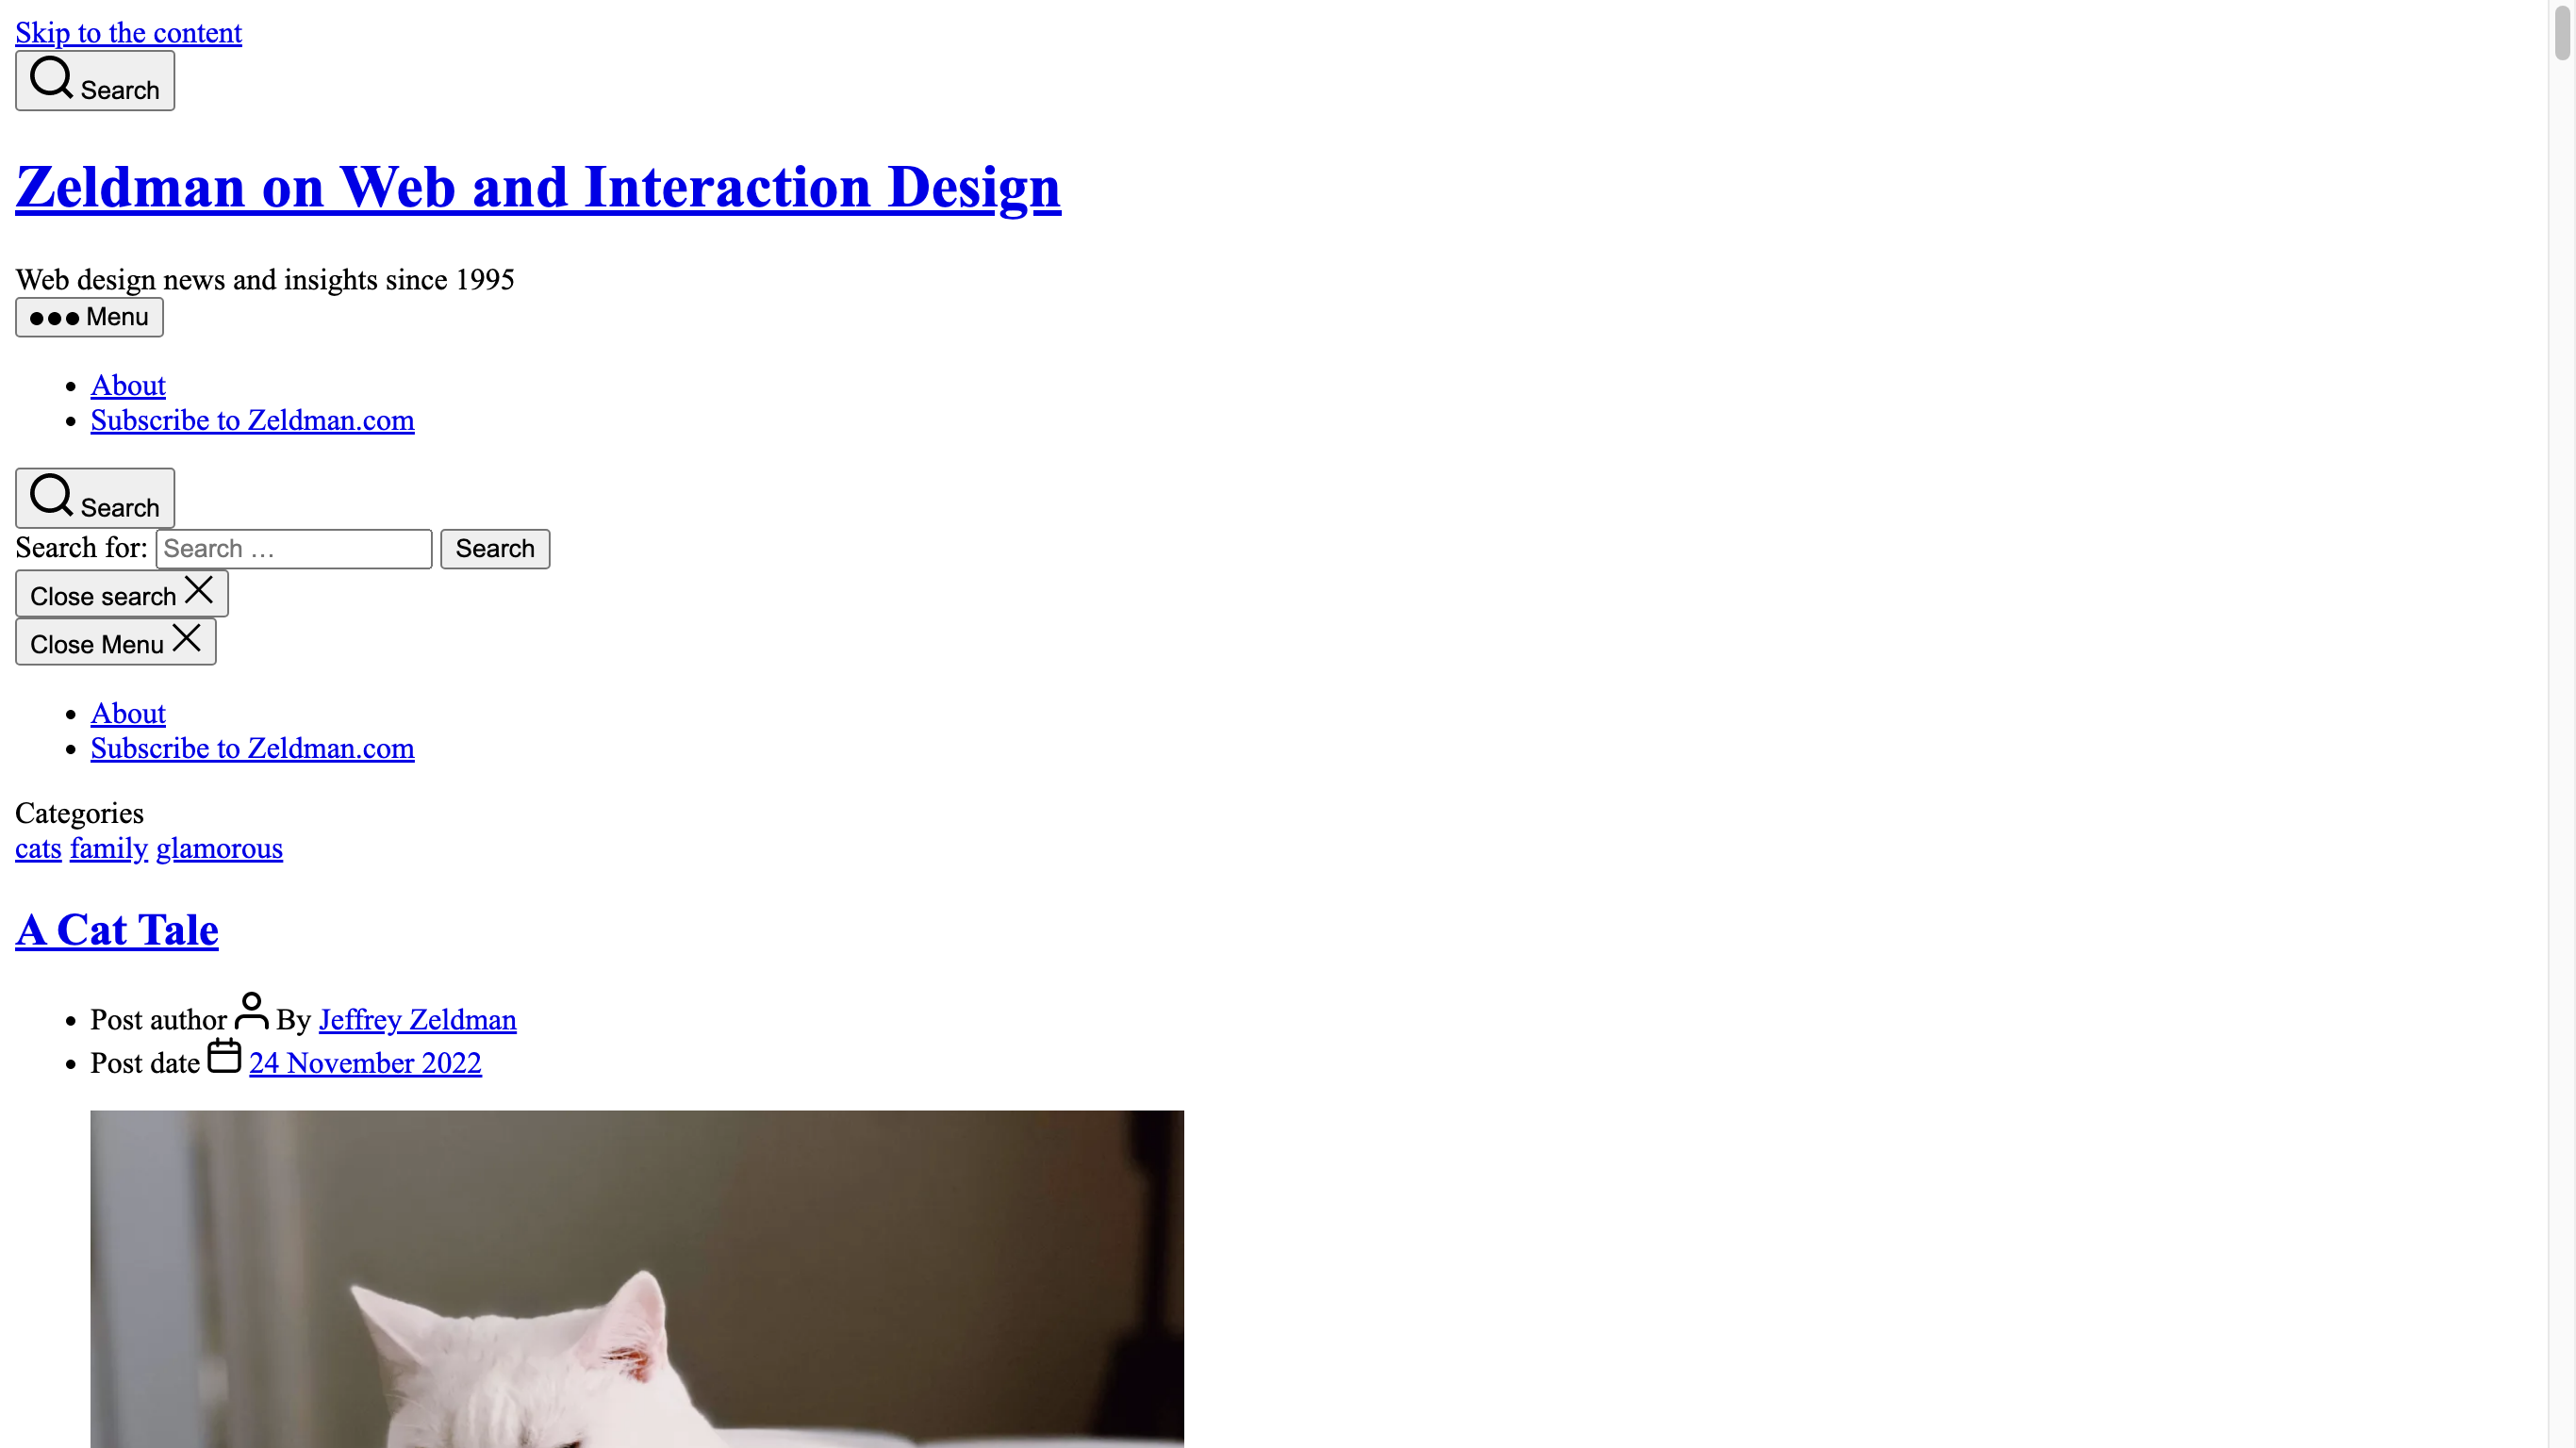 Skip to the content
Search
Zeldman on Web and Interaction Design
Web design news and insights since 1995
Menu
About
Subscribe to Zeldman.com
Search
Search for: Search … Search
Close search
Close Menu
About
Subscribe to Zeldman.com
Categories
cats family glamorous
A Cat Tale
Post author By Jeffrey Zeldman
Post date 24 November 2022